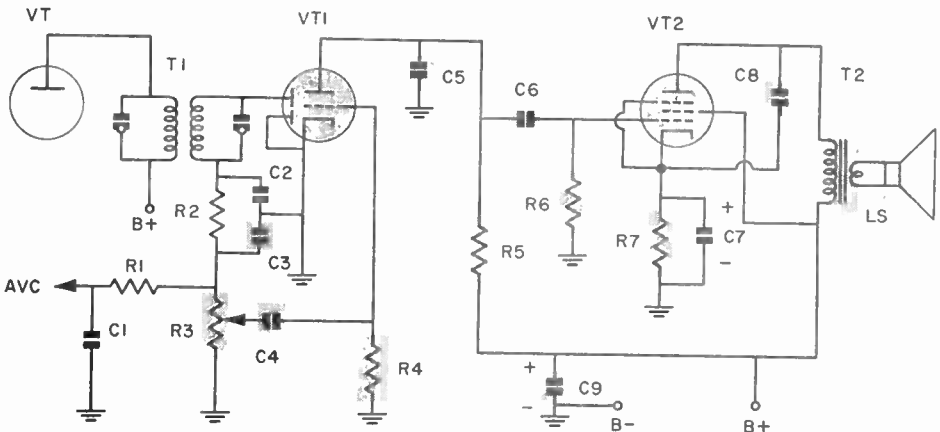 VT
VT1
VT2
T1
C5
C6
C8
T2
C2
R2
B+
C3
R6
R5
R7
+
C7
-
LS
AVC
R1
C1
R3
C4
R4
+
C9
-
B-
B+